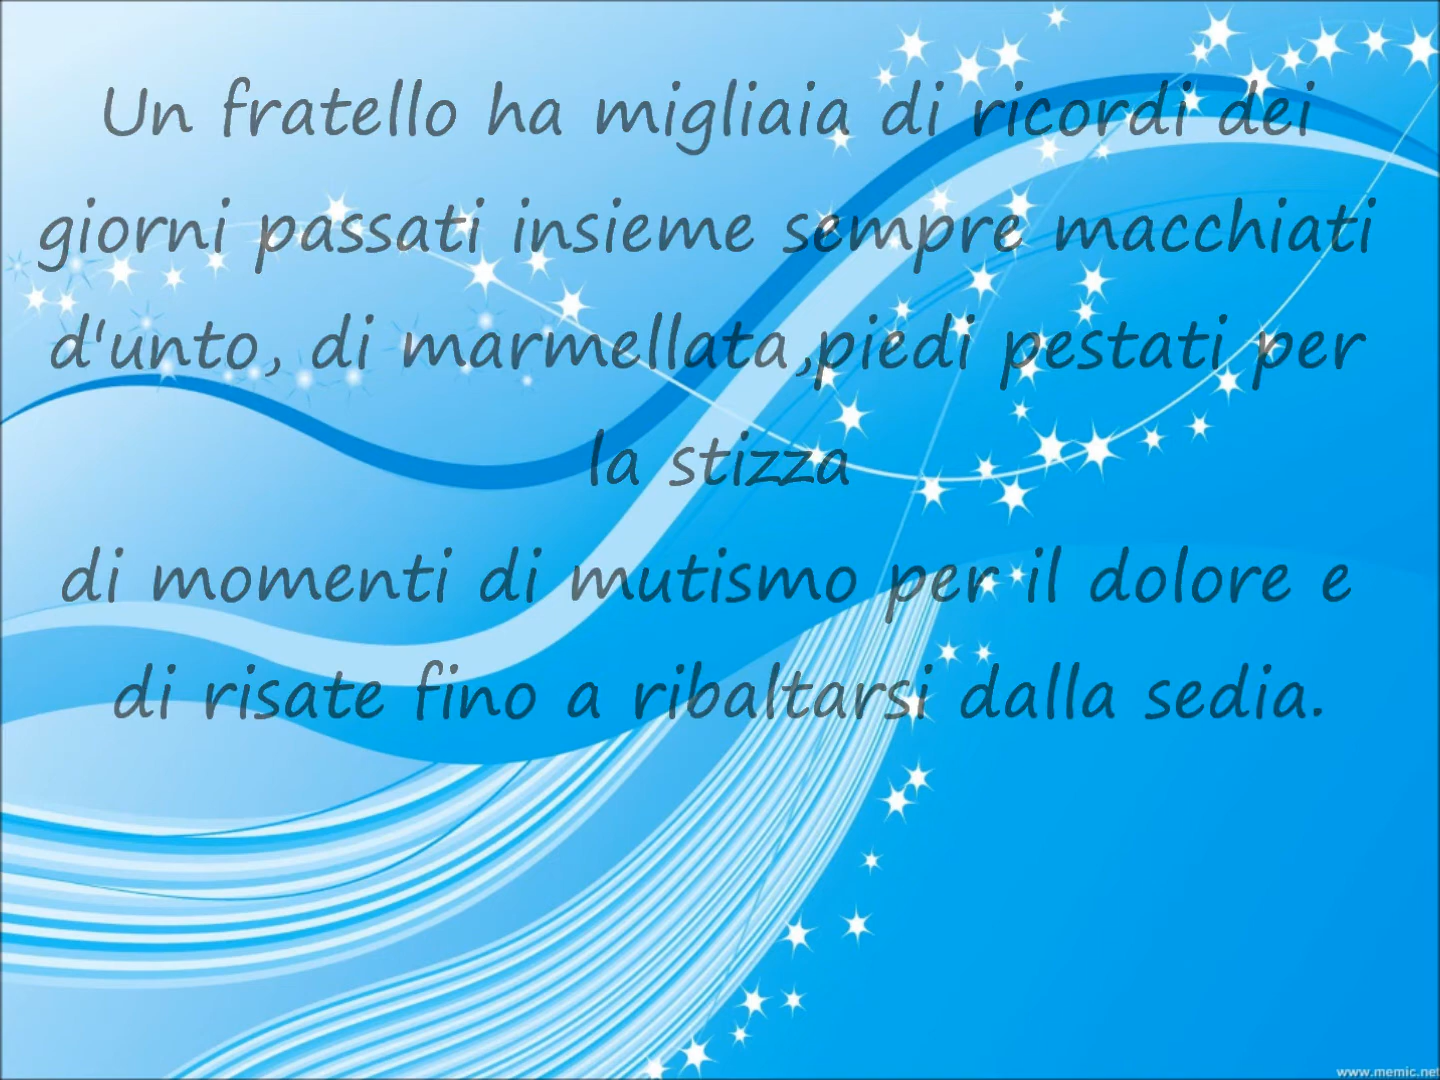 Un fratello ha migliaia di ricordi dei
giorni passati insieme sempre macchiati
d'unto, di marmellata,piedi pestati per
la stizza
di momenti di mutismo per il dolore e
di risate fino a ribaltarsi dalla sedia.
www.memic.net